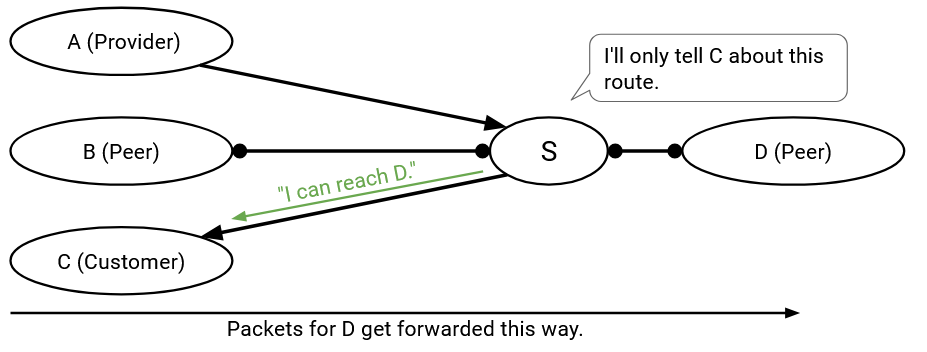 A (Provider)
I'll only tell C about this
route.
B (Peer)
S
D (Peer)
"I can reach D."
C (Customer)
Packets for D get forwarded this way.